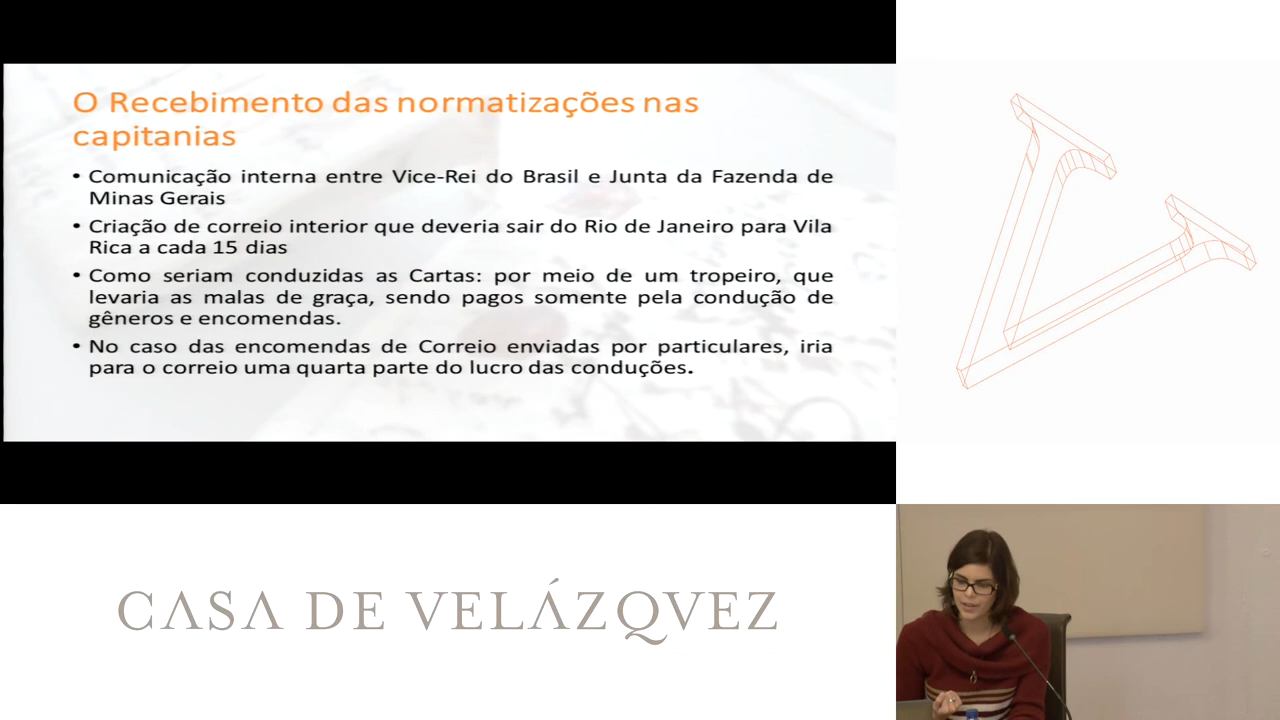 O Recebimento das normatizações nas
capitanias
• Comunicação interna entre Vice-Rei do Brasil e Junta da Fazenda de
Minas Gerais
• Criação de correio interior que deveria sair do Rio de Janeiro para Vila
Rica a cada 15 dias
• Como seriam conduzidas as Cartas: por meio de um tropeiro, que
levaria as malas de graça, sendo pagos somente pela condução de
gêneros e encomendas.
• No caso das encomendas de Correio enviadas por particulares, iria
para o correio uma quarta parte do lucro das conduções.
CASA DE VELÁZQVEZ